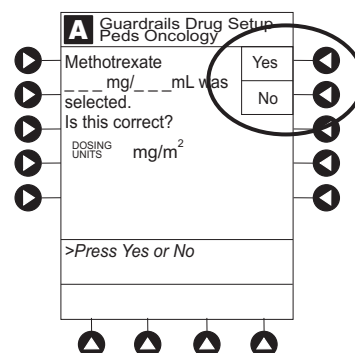 A Guardrails Drug Setup
Peds Oncology
Methotrexate
_ _ _ mg/_ _ _mL was
selected.
Is this correct?
DOSING
UNITS mg/m²
Yes
No
>Press Yes or No